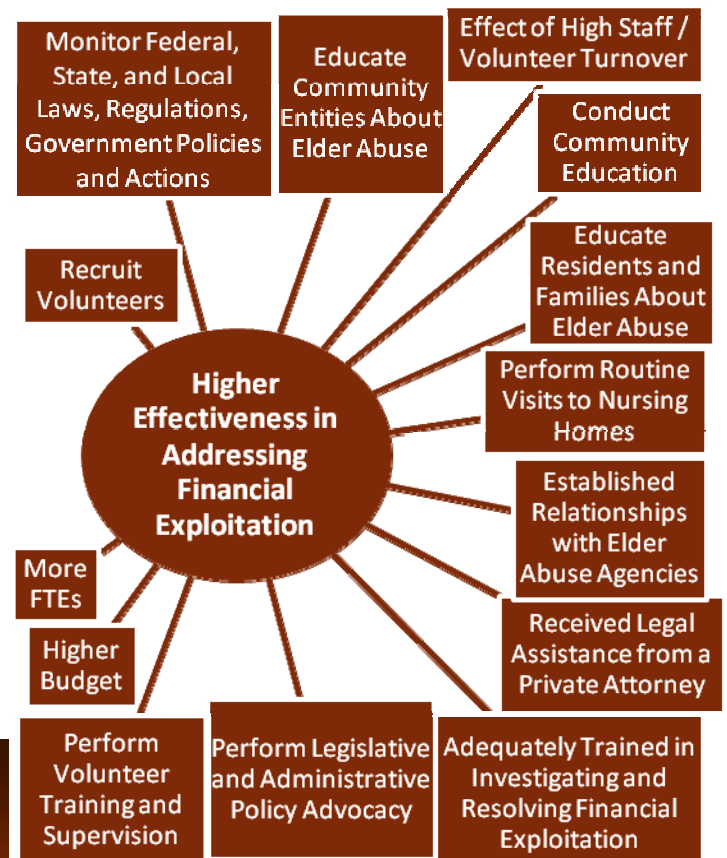 Monitor Federal,
State, and Local
Laws, Regulations,
Government Policies
and Actions
Educate
Community
Entities About
Elder Abuse
Effect of High Staff /
Volunteer Turnover
Conduct
Community
Education
Educate
Residents and
Families About
Elder Abuse
Recruit
Volunteers
Perform Routine
Visits to Nursing
Homes
Higher
Effectiveness in
Addressing
Financial
Exploitation
Established
Relationships
with Elder
Abuse Agencies
More
FTEs
Received Legal
Assistance from a
Private Attorney
Higher
Budget
Perform
Volunteer
Training and
Supervision
Perform Legislative
and Administrative
Policy Advocacy
Adequately Trained in
Investigating and
Resolving Financial
Exploitation